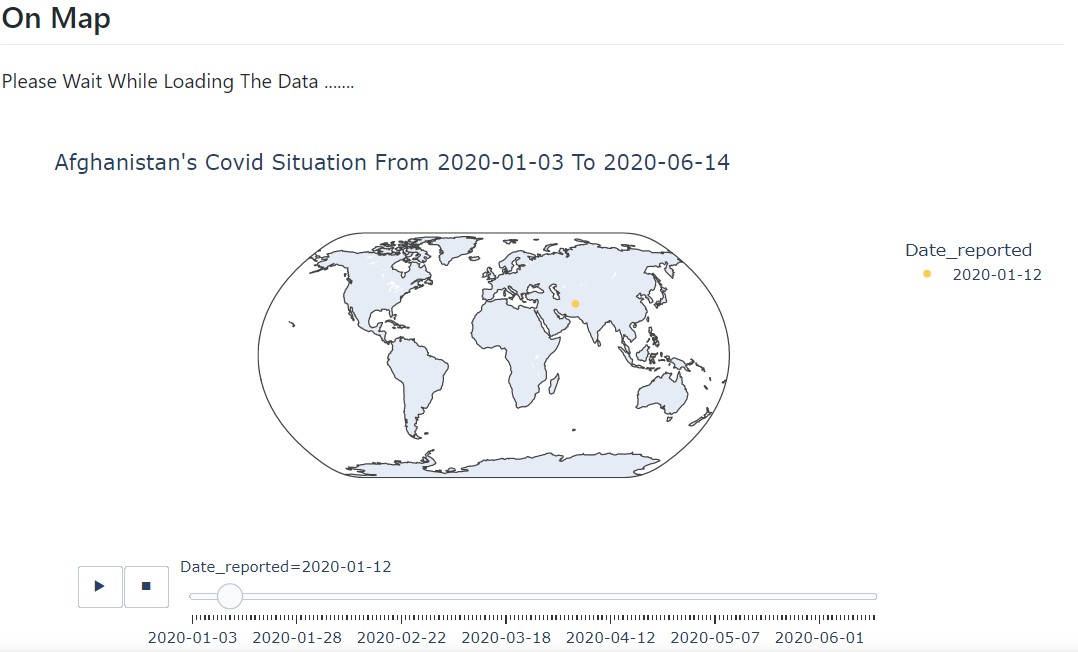 On Map
Please Wait While Loading The Data .......
Afghanistan's Covid Situation From 2020-01-03 To 2020-06-14
Date_reported
2020-01-12
Date_reported=2020-01-12
2020-01-03 2020-01-28 2020-02-22 2020-03-18 2020-04-12 2020-05-07 2020-06-01